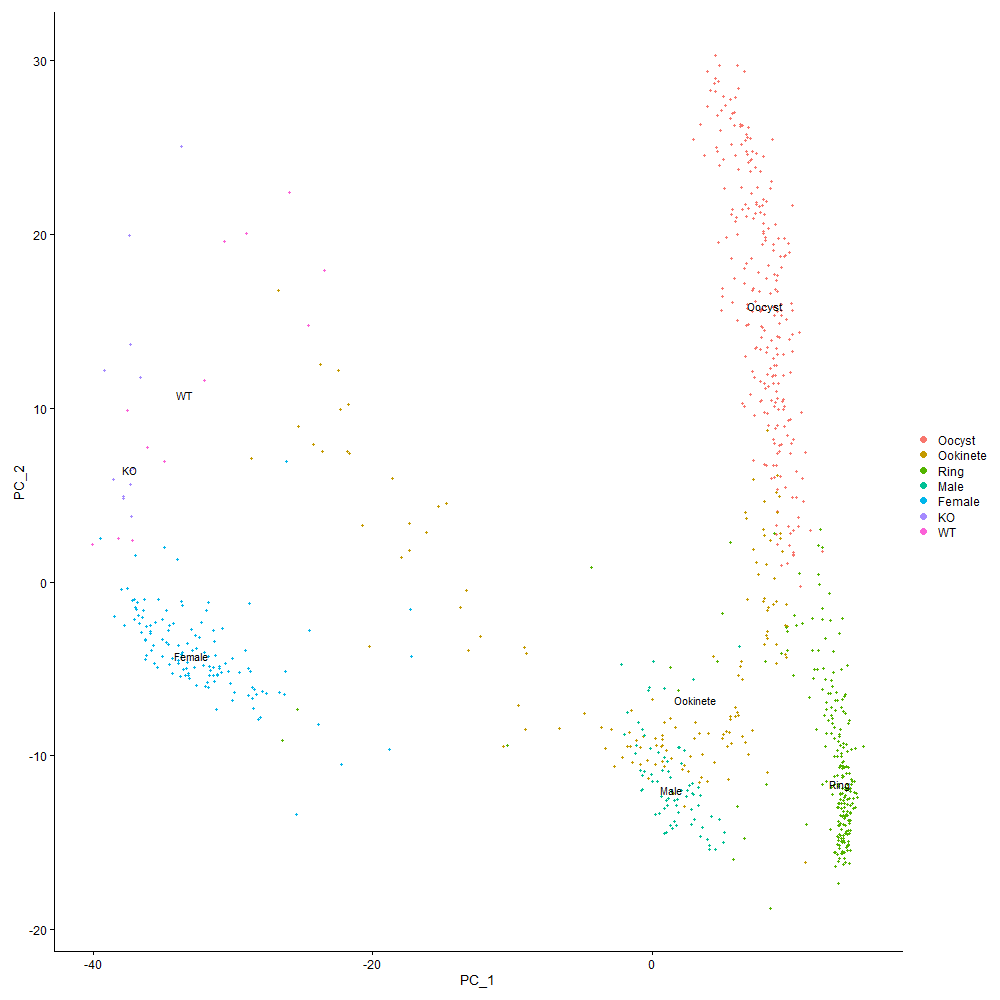 30
20
10
0
-10
-20
PC_2
-40
-20
0
PC_1
Oocyst
WT
KO
Female
Ookinete
Ring
Male
Oocyst
Ookinete
Ring
Male
Female
KO
WT